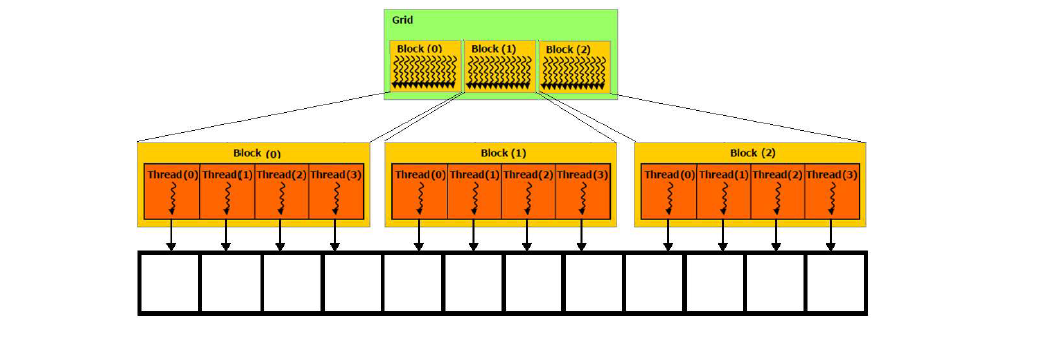 Grid
Block (0) Block (1) Block (2)
Block (0) Block (1) Block (2)
Thread(0) Thread(1) Thread(2) Thread(3) Thread(0) Thread(1) Thread(2) Thread(3) Thread(0) Thread(1) Thread(2) Thread(3)